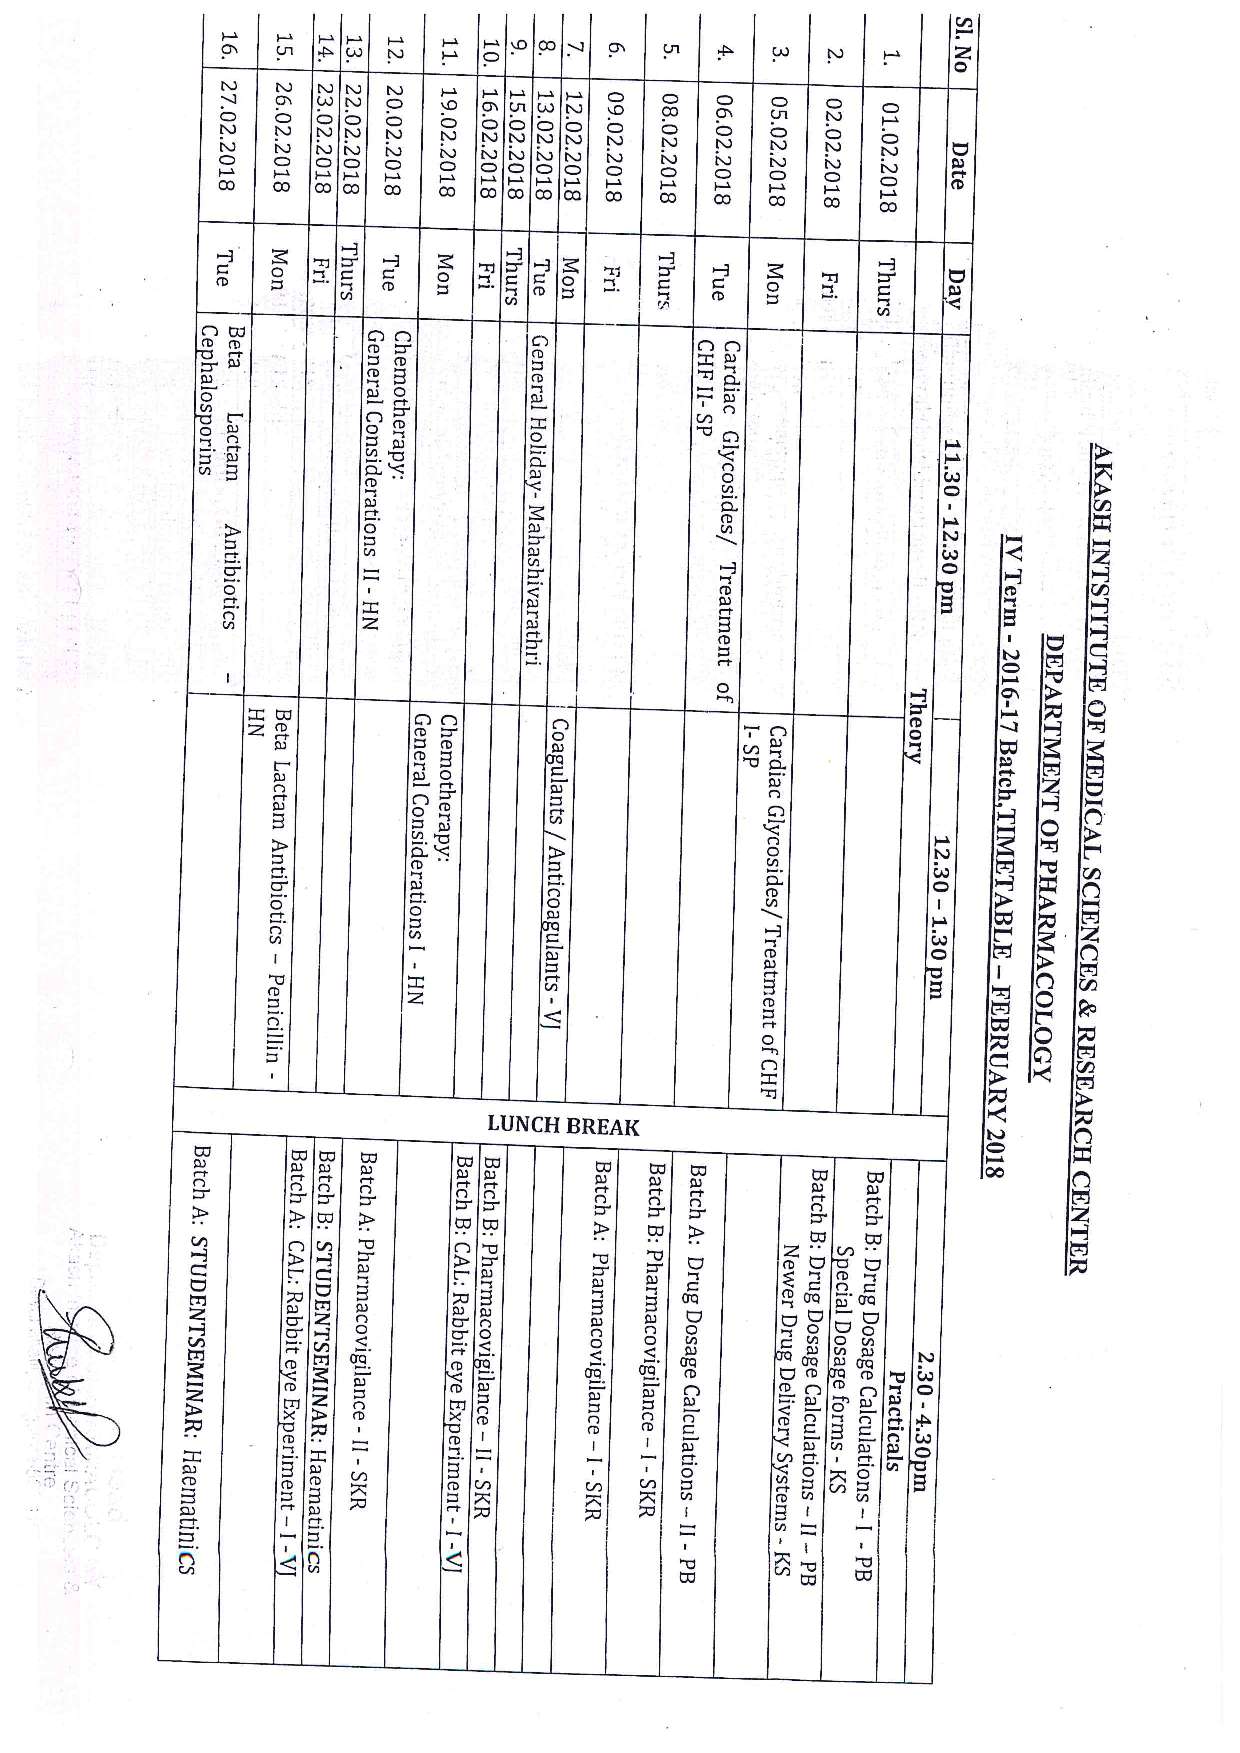 AKASH INTSTITUTE OF MEDICAL SCIENCES & RESEARCH CENTER
DEPARTMENT OF PHARMACOLOGY
IV Term - 2016-17 Batch,TIMETABLE – FEBRUARY 2018
Sl. No Date Day 11.30 - 12.30 pm 12.30 – 1.30 pm 2.30 - 4.30pm
Theory Practicals
1. 01.02.2018 Thurs Batch B: Drug Dosage Calculations – I - PB
Special Dosage forms - KS
2. 02.02.2018 Fri Batch B: Drug Dosage Calculations – II – PB
Newer Drug Delivery Systems - KS
3. 05.02.2018 Mon Cardiac Glycosides/ Treatment of CHF
I- SP
4. 06.02.2018 Tue Cardiac Glycosides/ Treatment of Batch A: Drug Dosage Calculations – II - PB
CHF II- SP
5. 08.02.2018 Thurs Batch B: Pharmacovigilance – I - SKR
6. 09.02.2018 Fri Batch A: Pharmacovigilance – I - SKR
7. 12.02.2018 Mon Coagulants / Anticoagulants - VJ
8. 13.02.2018 Tue General Holiday- Mahashivarathri
9. 15.02.2018 Thurs Batch B: Pharmacovigilance – II - SKR
10. 16.02.2018 Fri Batch B: CAL: Rabbit eye Experiment - I -VJ
11. 19.02.2018 Mon Chemotherapy:
General Considerations I - HN
12. 20.02.2018 Tue Chemotherapy: Batch A: Pharmacovigilance - II - SKR
General Considerations II - HN
13. 22.02.2018 Thurs Batch B: STUDENTSEMINAR: Haematinics
14. 23.02.2018 Fri Batch A: CAL: Rabbit eye Experiment – I -VJ
15. 26.02.2018 Mon Beta Lactam Antibiotics – Penicillin -
HN
16. 27.02.2018 Tue Beta Lactam Antibiotics - Batch A: STUDENTSEMINAR: Haematinics
Cephalosporins
LUNCH BREAK